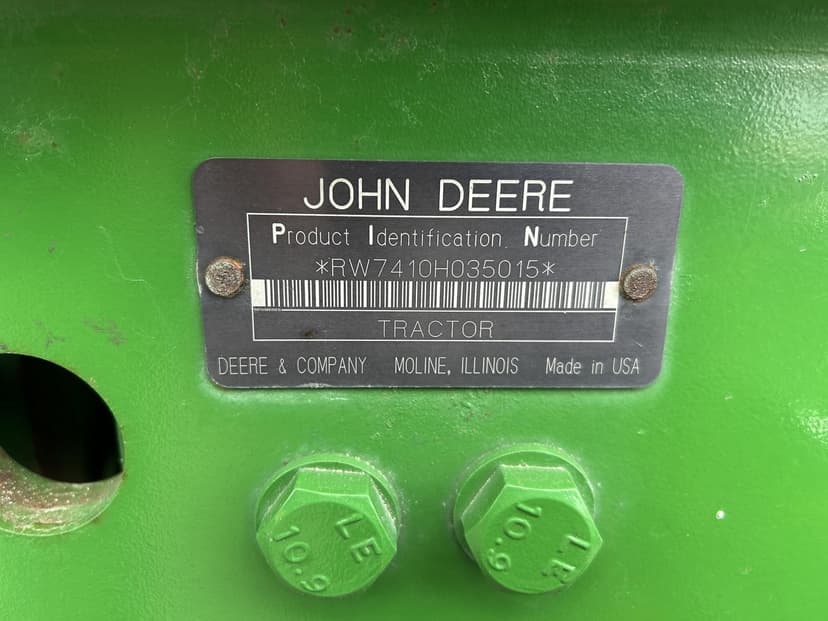 JOHN DEERE
Product Identification Number
*RW7410H035015*
TRACTOR
DEERE & COMPANY MOLINE, ILLINOIS Made in USA
LE
10.9
LE
10.9